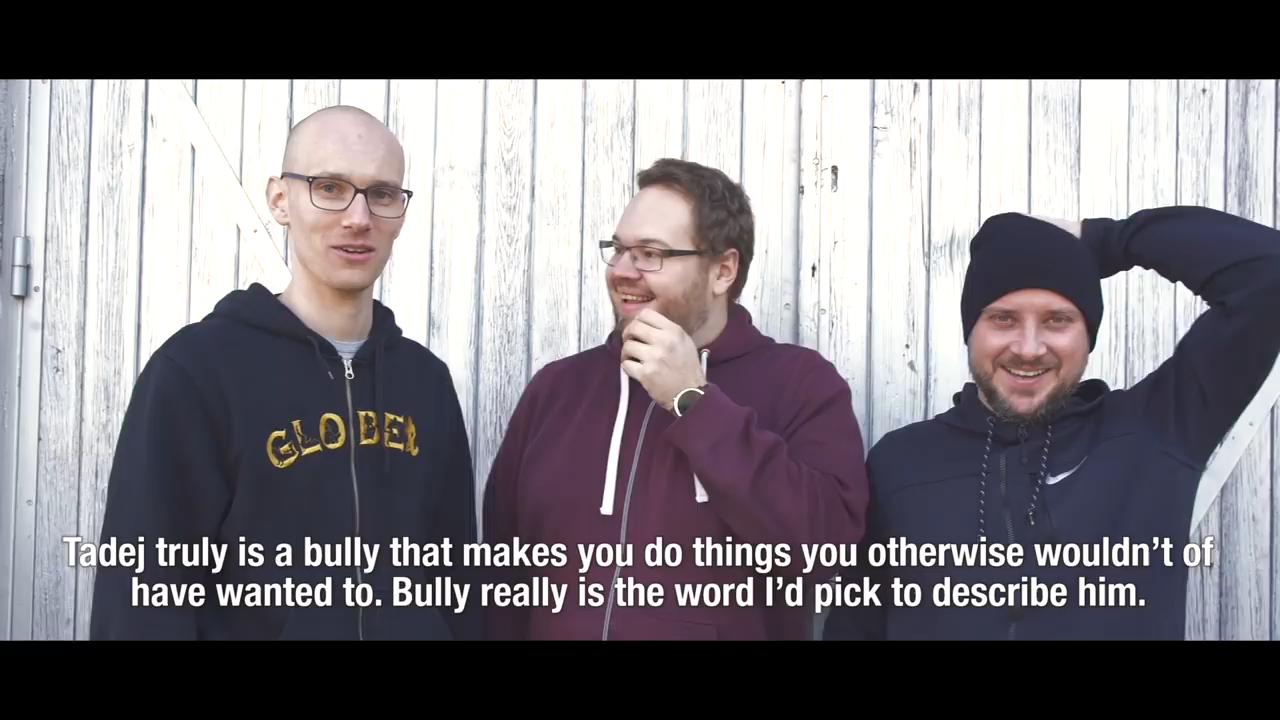 GLOBER
Tadej truly is a bully that makes you do things you otherwise wouldn’t of
have wanted to. Bully really is the word I’d pick to describe him.